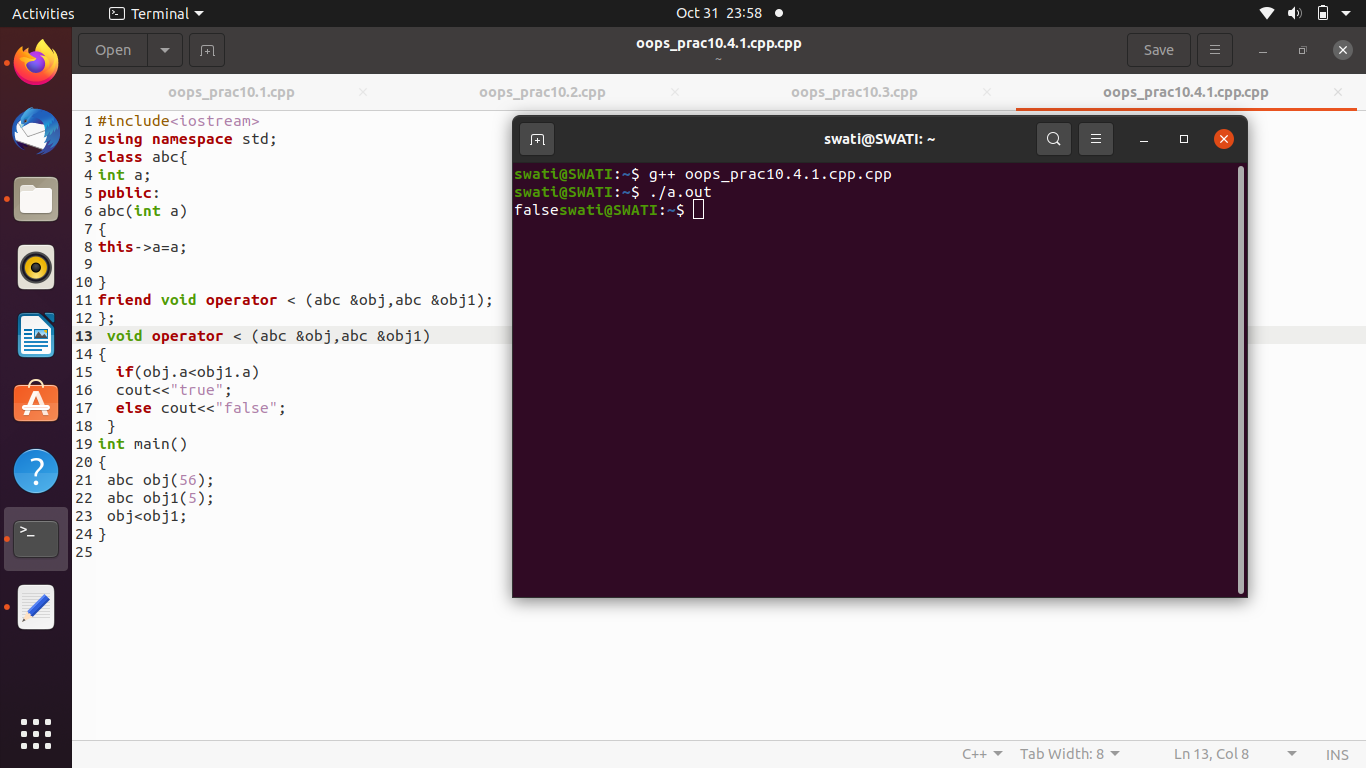 Activities Terminal Oct 31 23:58
Open oops_prac10.4.1.cpp.cpp Save
~
oops_prac10.1.cpp oops_prac10.2.cpp oops_prac10.3.cpp oops_prac10.4.1.cpp.cpp
1 #include<iostream>
2 using namespace std;
3 class abc{
4 int a;
5 public:
6 abc(int a)
7 {
8 this->a=a;
9
10 }
11 friend void operator < (abc &obj,abc &obj1);
12 };
13 void operator < (abc &obj,abc &obj1)
14 {
15 if(obj.a<obj1.a)
16 cout<<"true";
17 else cout<<"false";
18 }
19 int main()
20 {
21 abc obj(56);
22 abc obj1(5);
23 obj<obj1;
24 }
25
swati@SWATI: ~
swati@SWATI:~$ g++ oops_prac10.4.1.cpp.cpp
swati@SWATI:~$ ./a.out
falseswati@SWATI:~$
C++ Tab Width: 8 Ln 13, Col 8 INS